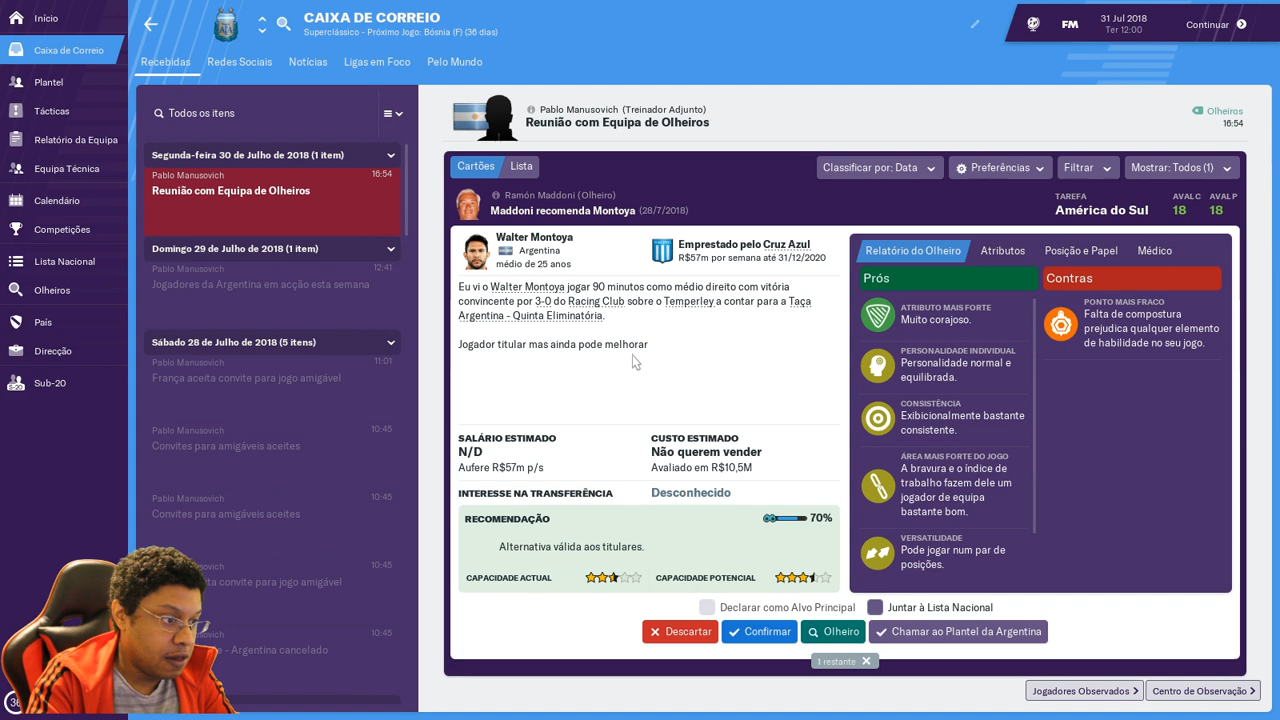 Início
Caixa de Correio
Plantel
Tácticas
Relatório da Equipa
Equipa Técnica
Calendário
Competições
Lista Nacional
Olheiros
País
Direcção
Sub-20
CAIXA DE CORREIO
Superclássico - Próximo Jogo: Bósnia (F) (36 dias)
FM
31 Jul 2018
Ter 12:00
Continuar
Recebidas
Redes Sociais
Notícias
Ligas em Foco
Pelo Mundo
Todos os itens
Segunda-feira 30 de Julho de 2018 (1 item)
Pablo Manusovich 16:54
Reunião com Equipa de Olheiros
Domingo 29 de Julho de 2018 (1 item)
Pablo Manusovich 12:41
Jogadores da Argentina em acção esta semana
Sábado 28 de Julho de 2018 (5 itens)
Pablo Manusovich 11:01
França aceita convite para jogo amigável
Pablo Manusovich 10:45
Convites para amigáveis aceites
Pablo Manusovich 10:45
Convites para amigáveis aceites
10:45
aceita convite para jogo amigável
10:45
- Argentina cancelado
Pablo Manusovich (Treinador Adjunto)
Reunião com Equipa de Olheiros
Olheiros
16:54
Cartões
Lista
Classificar por: Data
Preferências
Filtrar
Mostrar: Todos (1)
Ramón Maddoni (Olheiro)
Maddoni recomenda Montoya (28/7/2018)
TAREFA
América do Sul
AVALC
18
AVALP
18
Walter Montoya
Argentina
médio de 25 anos
Emprestado pelo Cruz Azul
R$57m por semana até 31/12/2020
Eu vi o Walter Montoya jogar 90 minutos como médio direito com vitória
convincente por 3-0 do Racing Club sobre o Temperley a contar para a Taça
Argentina - Quinta Eliminatória.
Jogador titular mas ainda pode melhorar
SALÁRIO ESTIMADO
N/D
Aufere R$57m p/s
CUSTO ESTIMADO
Não querem vender
Avaliado em R$10,5M
INTERESSE NA TRANSFERÊNCIA
Desconhecido
RECOMENDAÇÃO
70%
Alternativa válida aos titulares.
CAPACIDADE ACTUAL
CAPACIDADE POTENCIAL
Relatório do Olheiro
Atributos
Posição e Papel
Médico
Prós
ATRIBUTO MAIS FORTE
Muito corajoso.
PERSONALIDADE INDIVIDUAL
Personalidade normal e
equilibrada.
CONSISTÊNCIA
Exibicionalmente bastante
consistente.
ÁREA MAIS FORTE DO JOGO
A bravura e o índice de
trabalho fazem dele um
jogador de equipa
bastante bom.
VERSATILIDADE
Pode jogar num par de
posições.
Contras
PONTO MAIS FRACO
Falta de compostura
prejudica qualquer elemento
de habilidade no seu jogo.
Declarar como Alvo Principal
Juntar à Lista Nacional
Descartar
Confirmar
Olheiro
Chamar ao Plantel da Argentina
1 restante
Jogadores Observados
Centro de Observação